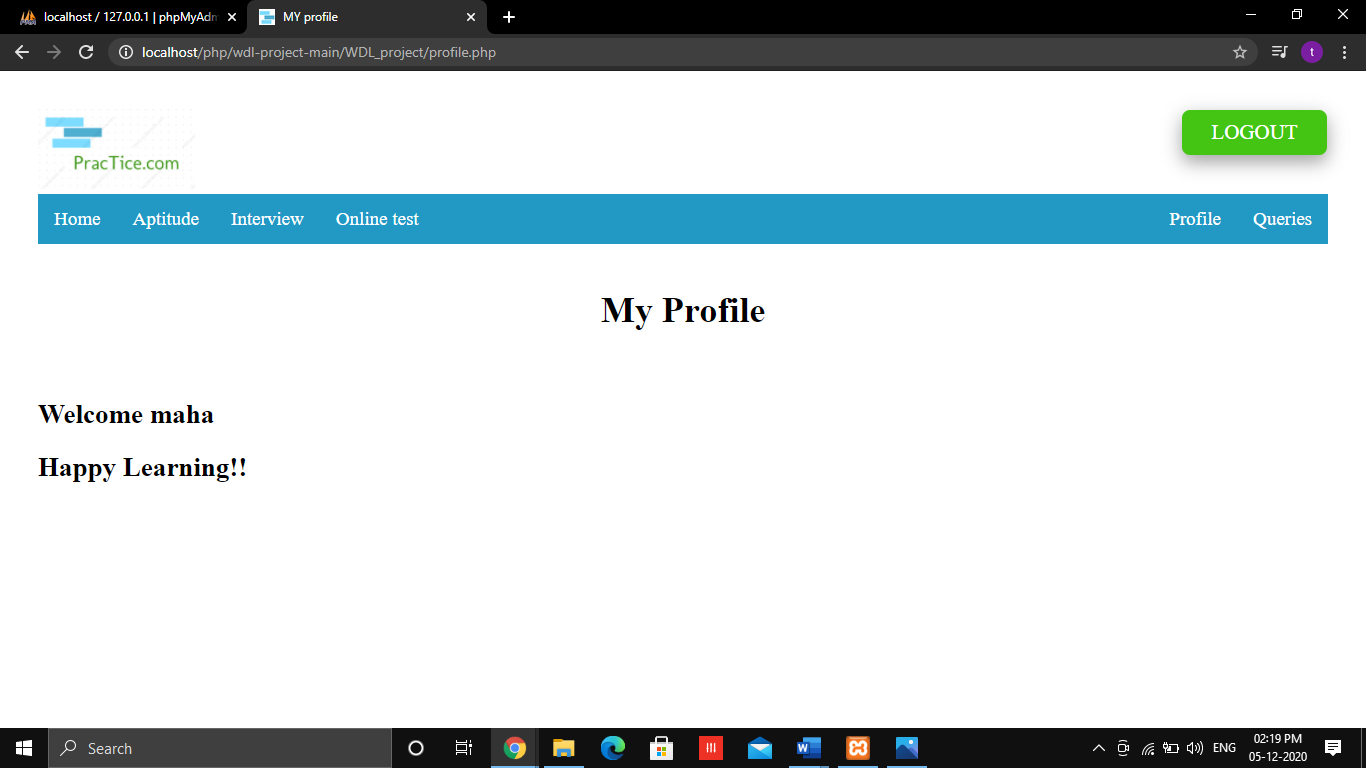 localhost / 127.0.0.1 | phpMyAdm
MY profile
localhost/php/wdl-project-main/WDL_project/profile.php
t
PracTice.com
LOGOUT
Home Aptitude Interview Online test Profile Queries
My Profile
Welcome maha
Happy Learning!!
Search
ENG
02:19 PM
05-12-2020